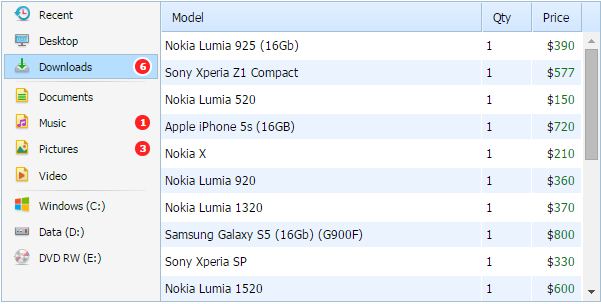 Recent
Desktop
Downloads 6
Documents
Music 1
Pictures 3
Video
Windows (C:)
Data (D:)
DVD RW (E:)
Model Qty Price
Nokia Lumia 925 (16Gb) 1 $390
Sony Xperia Z1 Compact 1 $577
Nokia Lumia 520 1 $150
Apple iPhone 5s (16GB) 1 $720
Nokia X 1 $210
Nokia Lumia 920 1 $360
Nokia Lumia 1320 1 $370
Samsung Galaxy S5 (16Gb) (G900F) 1 $800
Sony Xperia SP 1 $330
Nokia Lumia 1520 1 $600